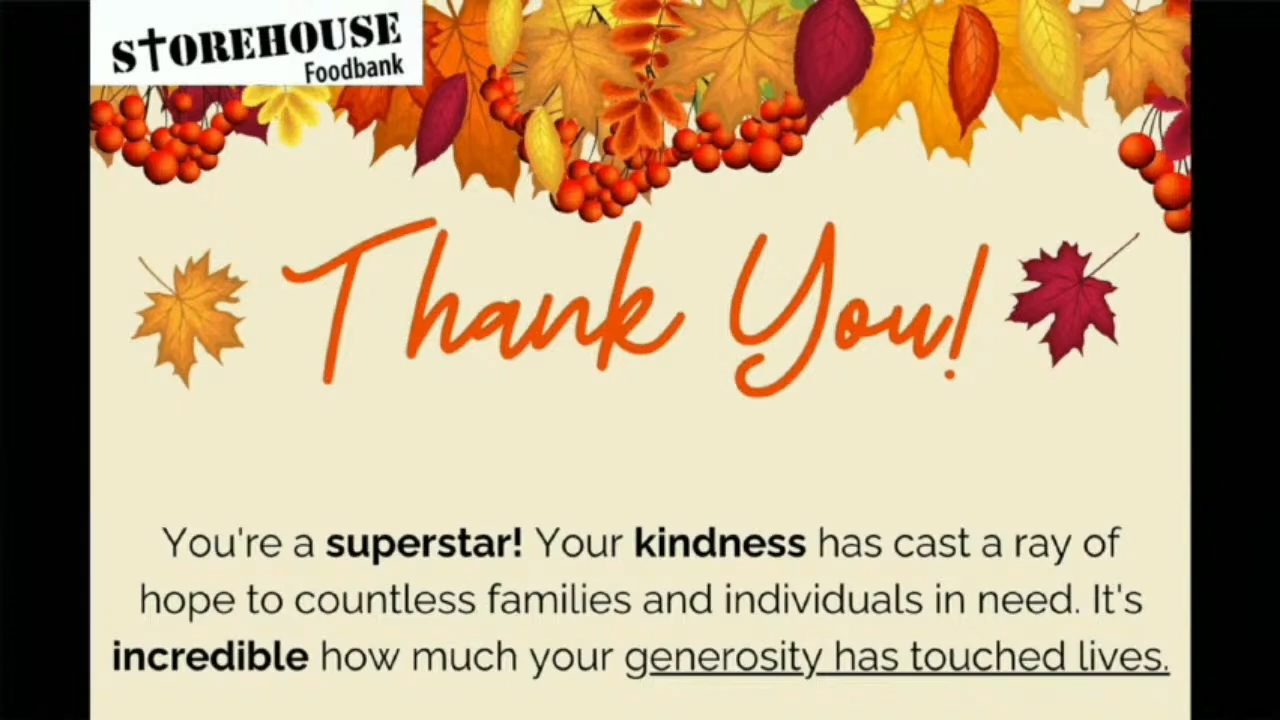 S✝OREHOUSE
Foodbank
Thank You!
You're a superstar! Your kindness has cast a ray of
hope to countless families and individuals in need. It's
incredible how much your generosity has touched lives.